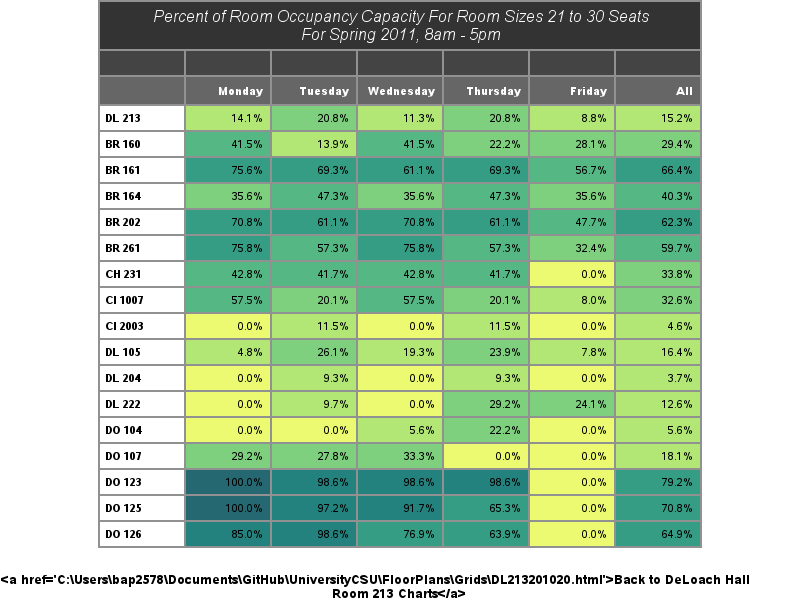 Percent of Room Occupancy Capacity For Room Sizes 21 to 30 Seats
For Spring 2011, 8am - 5pm
Monday Tuesday Wednesday Thursday Friday All
DL 213 14.1% 20.8% 11.3% 20.8% 8.8% 15.2%
BR 160 41.5% 13.9% 41.5% 22.2% 28.1% 29.4%
BR 161 75.6% 69.3% 61.1% 69.3% 56.7% 66.4%
BR 164 35.6% 47.3% 35.6% 47.3% 35.6% 40.3%
BR 202 70.8% 61.1% 70.8% 61.1% 47.7% 62.3%
BR 261 75.8% 57.3% 75.8% 57.3% 32.4% 59.7%
CH 231 42.8% 41.7% 42.8% 41.7% 0.0% 33.8%
CI 1007 57.5% 20.1% 57.5% 20.1% 8.0% 32.6%
CI 2003 0.0% 11.5% 0.0% 11.5% 0.0% 4.6%
DL 105 4.8% 26.1% 19.3% 23.9% 7.8% 16.4%
DL 204 0.0% 9.3% 0.0% 9.3% 0.0% 3.7%
DL 222 0.0% 9.7% 0.0% 29.2% 24.1% 12.6%
DO 104 0.0% 0.0% 5.6% 22.2% 0.0% 5.6%
DO 107 29.2% 27.8% 33.3% 0.0% 0.0% 18.1%
DO 123 100.0% 98.6% 98.6% 98.6% 0.0% 79.2%
DO 125 100.0% 97.2% 91.7% 65.3% 0.0% 70.8%
DO 126 85.0% 98.6% 76.9% 63.9% 0.0% 64.9%
<a href='C:\Users\bap2578\Documents\GitHub\UniversityCSU\FloorPlans\Grids\DL213201020.html'>Back to DeLoach Hall
Room 213 Charts</a>